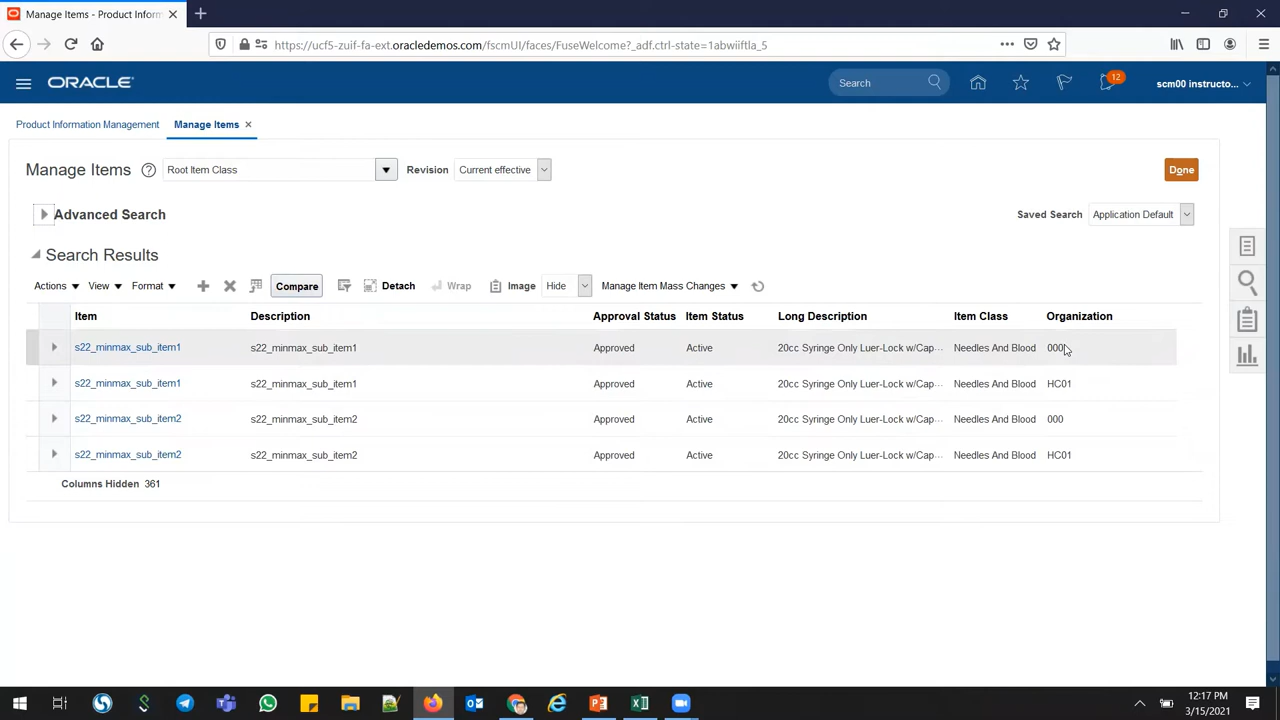 Manage Items - Product Inform
https://ucf5-zuif-fa-ext.oracledemos.com/fscmUI/faces/FuseWelcome?_adf.ctrl-state=1abwiiftla_5
ORACLE
Search
12
scm00 instructo...
Product Information Management
Manage Items
Manage Items
Root Item Class
Revision
Current effective
Done
Advanced Search
Saved Search
Application Default
Search Results
Actions
View
Format
Compare
Detach
Wrap
Image
Hide
Manage Item Mass Changes
Item
Description
Approval Status
Item Status
Long Description
Item Class
Organization
s22_minmax_sub_item1
s22_minmax_sub_item1
Approved
Active
20cc Syringe Only Luer-Lock w/Cap...
Needles And Blood
000
s22_minmax_sub_item1
s22_minmax_sub_item1
Approved
Active
20cc Syringe Only Luer-Lock w/Cap...
Needles And Blood
HC01
s22_minmax_sub_item2
s22_minmax_sub_item2
Approved
Active
20cc Syringe Only Luer-Lock w/Cap...
Needles And Blood
000
s22_minmax_sub_item2
s22_minmax_sub_item2
Approved
Active
20cc Syringe Only Luer-Lock w/Cap...
Needles And Blood
HC01
Columns Hidden 361
12:17 PM
3/15/2021